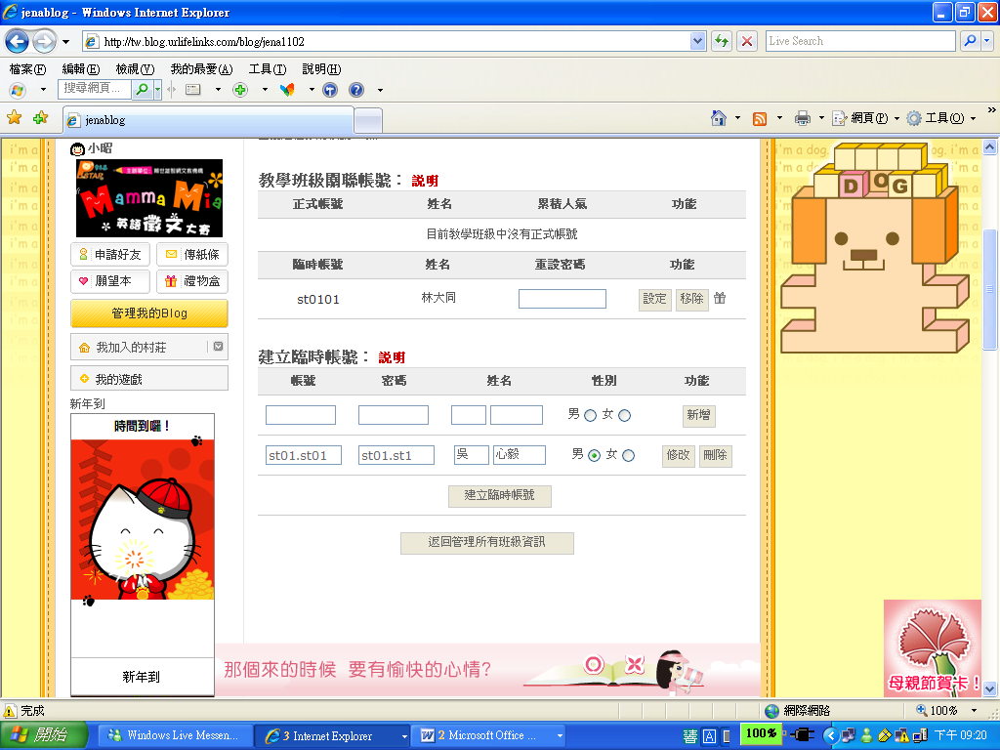 jenablog - Windows Internet Explorer
http://tw.blog.urlifelinks.com/blog/jena1102
Live Search
檔案(F) 編輯(E) 檢視(V) 我的最愛(A) 工具(T) 說明(H)
搜尋網頁...
jenablog
網頁(P) 工具(O)
小昭
STAR
Mamma Mia
英語徵文大賽
申請好友 傳紙條
願望本 禮物盒
管理我的Blog
我加入的村莊
我的遊戲
新年到
時間到囉！
新年到
教學班級關聯帳號： 說明
正式帳號 姓名 累積人氣 功能
目前教學班級中沒有正式帳號
臨時帳號 姓名 重設密碼 功能
st0101 林大同 設定 移除
建立臨時帳號： 說明
帳號 密碼 姓名 性別 功能
男 女 新增
st01.st01 st01.st1 吳 心毅 男 女 修改 刪除
建立臨時帳號
返回管理所有班級資訊
那個來的時候 要有愉快的心情?
i'm a dog.
DOG
母親節賀卡！
完成 網際網路 100%
開始 Windows Live Messen... 3 Internet Explorer 2 Microsoft Office ... 100% 下午 09:20